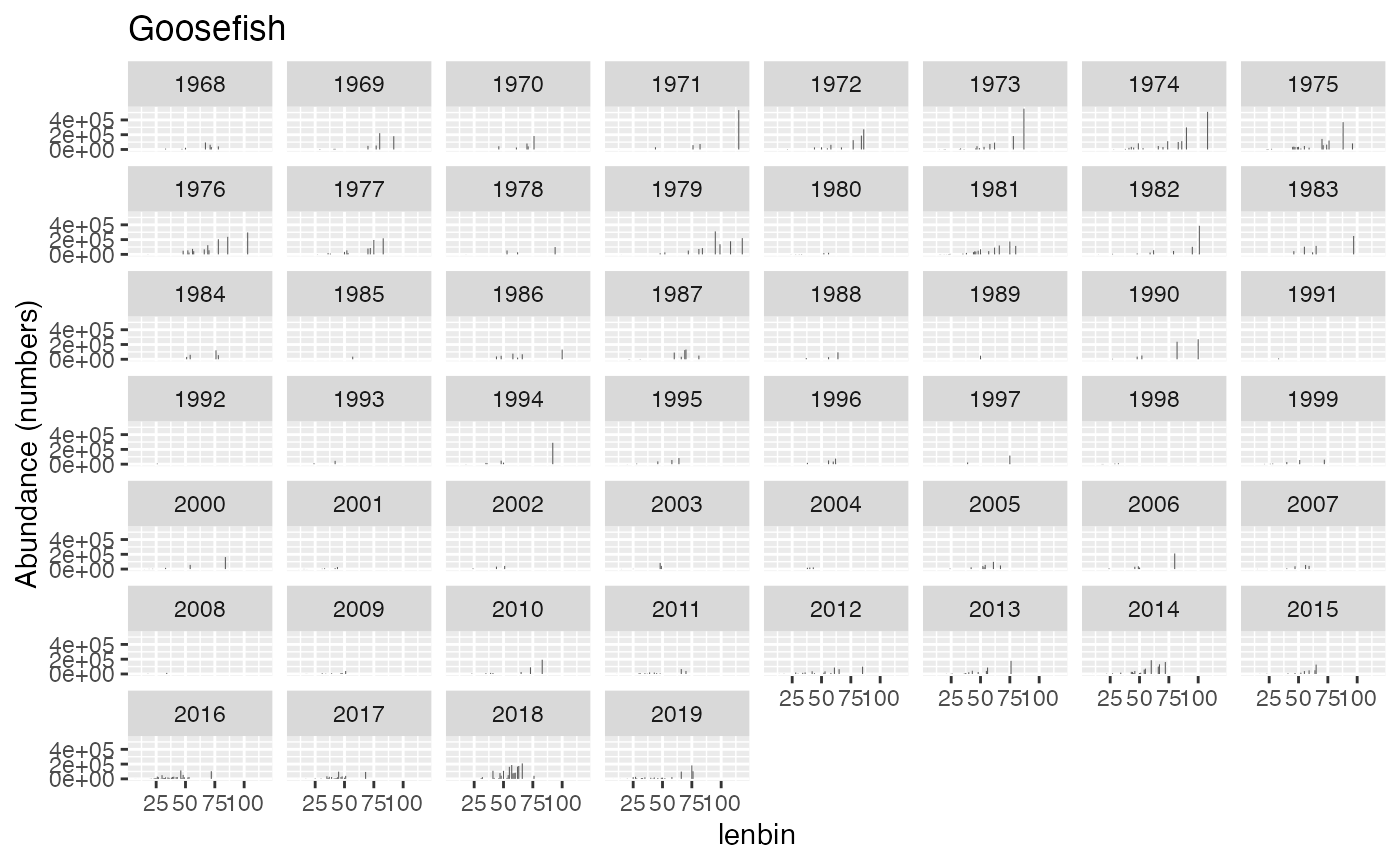 Goosefish
1968 1969 1970 1971 1972 1973 1974 1975
4e+05
2e+05
0e+00
1976 1977 1978 1979 1980 1981 1982 1983
4e+05
2e+05
0e+00
1984 1985 1986 1987 1988 1989 1990 1991
4e+05
2e+05
0e+00
1992 1993 1994 1995 1996 1997 1998 1999
4e+05
2e+05
0e+00
2000 2001 2002 2003 2004 2005 2006 2007
4e+05
2e+05
0e+00
2008 2009 2010 2011 2012 2013 2014 2015
4e+05
2e+05
0e+00
25 50 75 100 25 50 75 100 25 50 75 100 25 50 75 100
2016 2017 2018 2019
4e+05
2e+05
0e+00
25 50 75 100 25 50 75 100 25 50 75 100 25 50 75 100
lenbin
Abundance (numbers)